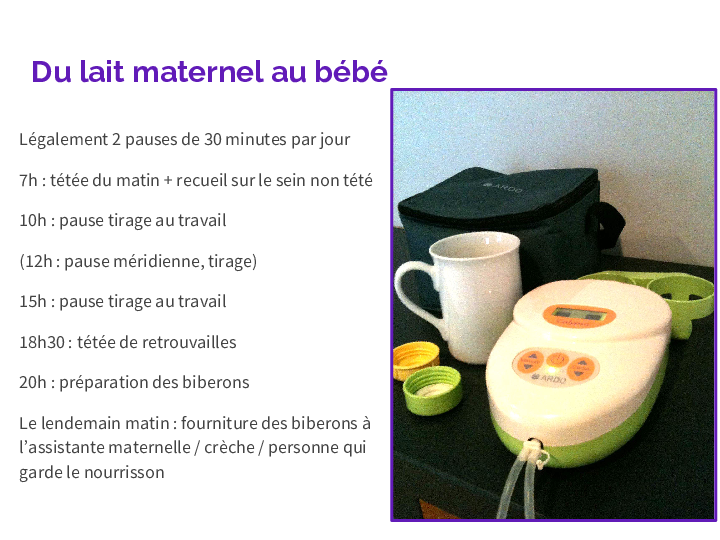 Du lait maternel au bébé
Légalement 2 pauses de 30 minutes par jour
7h : tétée du matin + recueil sur le sein non tété
10h : pause tirage au travail
(12h : pause méridienne, tirage)
15h : pause tirage au travail
18h30 : tétée de retrouvailles
20h : préparation des biberons
Le lendemain matin : fourniture des biberons à
l’assistante maternelle / crèche / personne qui
garde le nourrisson
ARDO
ARDO